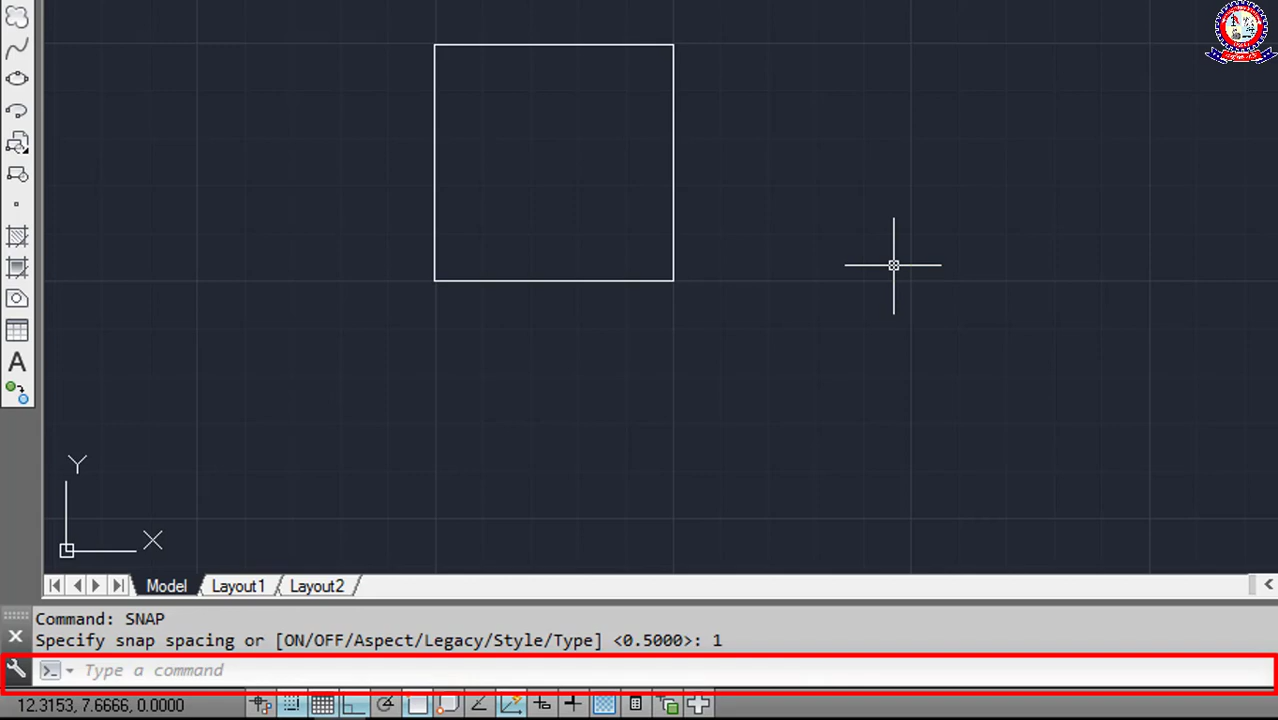 A
Y
X
Model Layout1 Layout2
Command: SNAP
Specify snap spacing or [ON/OFF/Aspect/Legacy/Style/Type] <0.5000>: 1
Type a command
12.3153, 7.6666, 0.0000